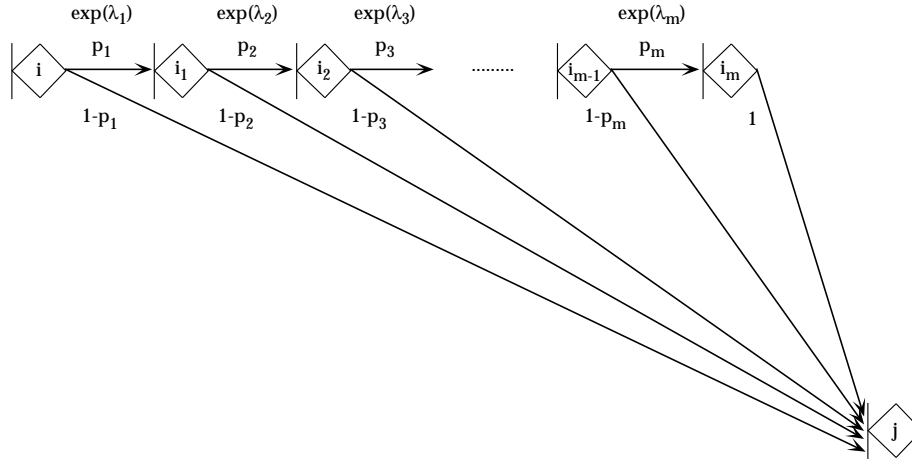 exp(λ₁) exp(λ₂) exp(λ₃) exp(λₘ)
p₁ p₂ p₃ pₘ
i i₁ i₂ ......... iₘ₋₁ iₘ
1-p₁ 1-p₂ 1-p₃ 1-pₘ 1
j